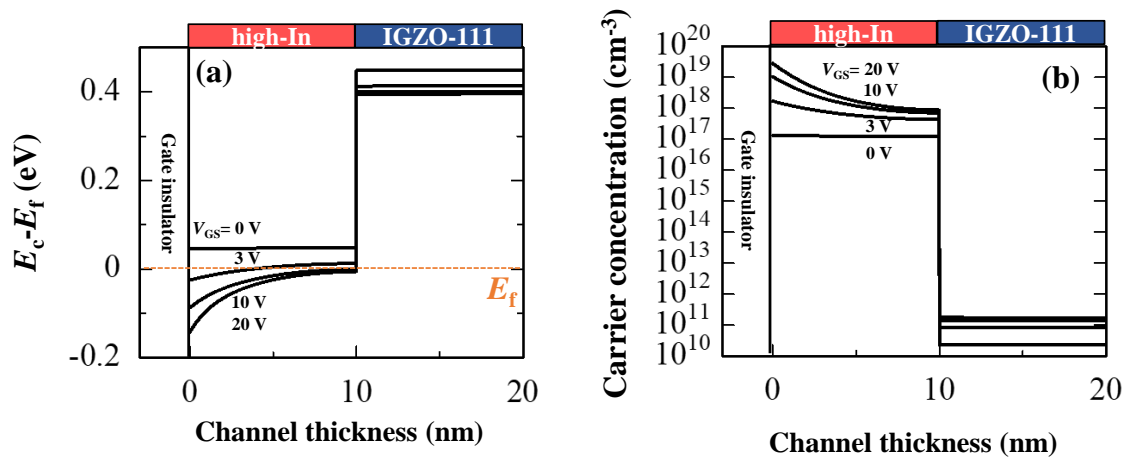 high-In IGZO-111
(a)
0.4
0.2
0
-0.2
E_c-E_f (eV)
Gate insulator
V_GS= 0 V
3 V
10 V
20 V
E_f
0 10 20
Channel thickness (nm)
high-In IGZO-111
(b)
10^20
10^19
10^18
10^17
10^16
10^15
10^14
10^13
10^12
10^11
10^10
Carrier concentration (cm^-3)
Gate insulator
V_GS= 20 V
10 V
3 V
0 V
0 10 20
Channel thickness (nm)